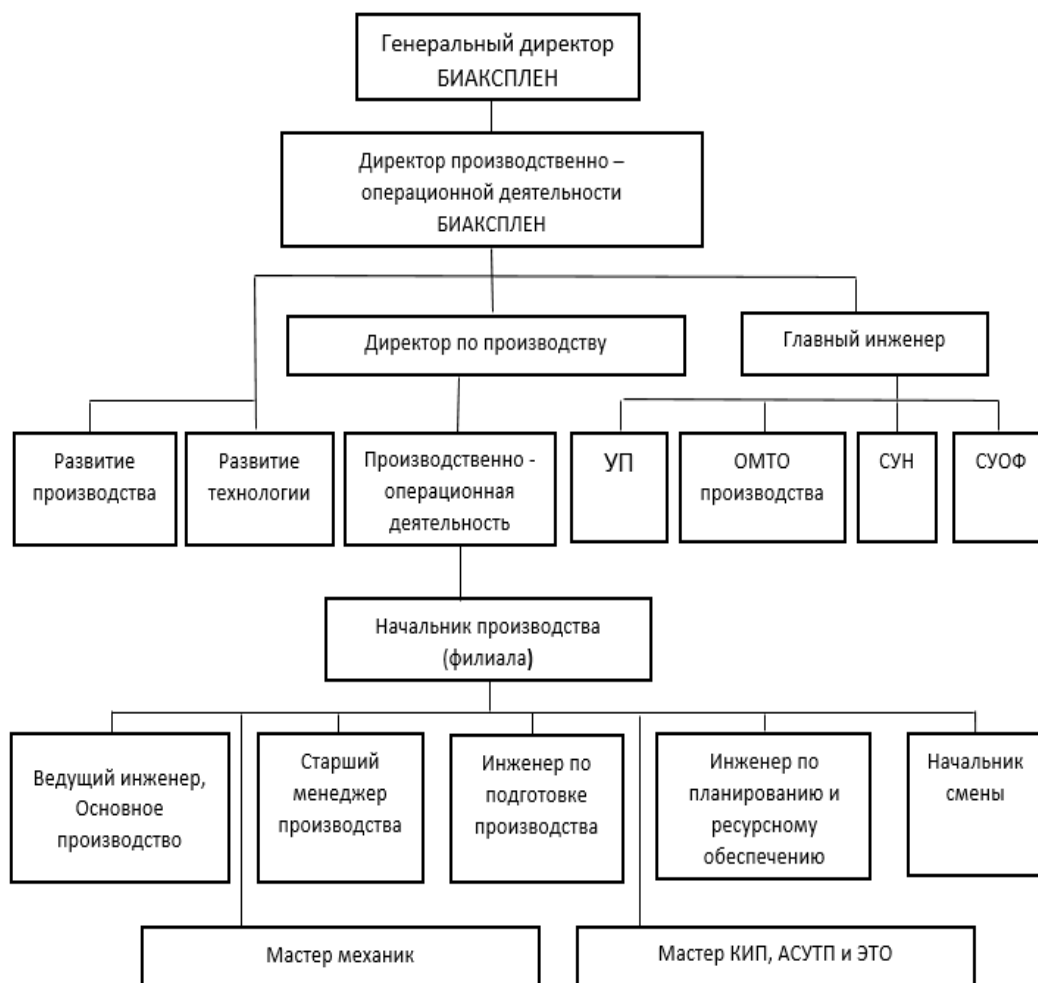 Генеральный директор
БИАКСПЛЕН
Директор производственно –
операционной деятельности
БИАКСПЛЕН
Директор по производству
Главный инженер
Развитие
производства
Развитие
технологии
Производственно -
операционная
деятельность
УП
ОМТО
производства
СУН
СУОФ
Начальник производства
(филиала)
Ведущий инженер,
Основное
производство
Старший
менеджер
производства
Инженер по
подготовке
производства
Инженер по
планированию и
ресурсному
обеспечению
Начальник
смены
Мастер механик
Мастер КИП, АСУТП и ЭТО